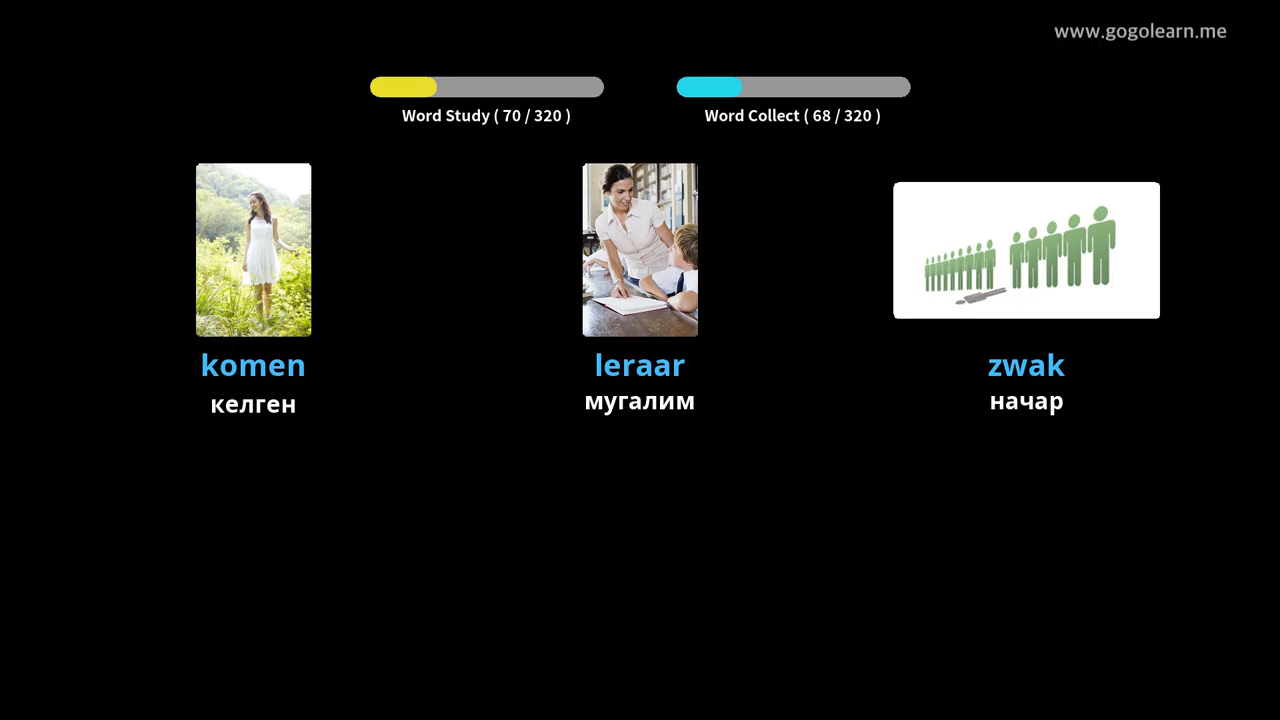 www.gogolearn.me
Word Study ( 70 / 320 )
Word Collect ( 68 / 320 )
komen
leraar
zwak
келген
мугалим
начар